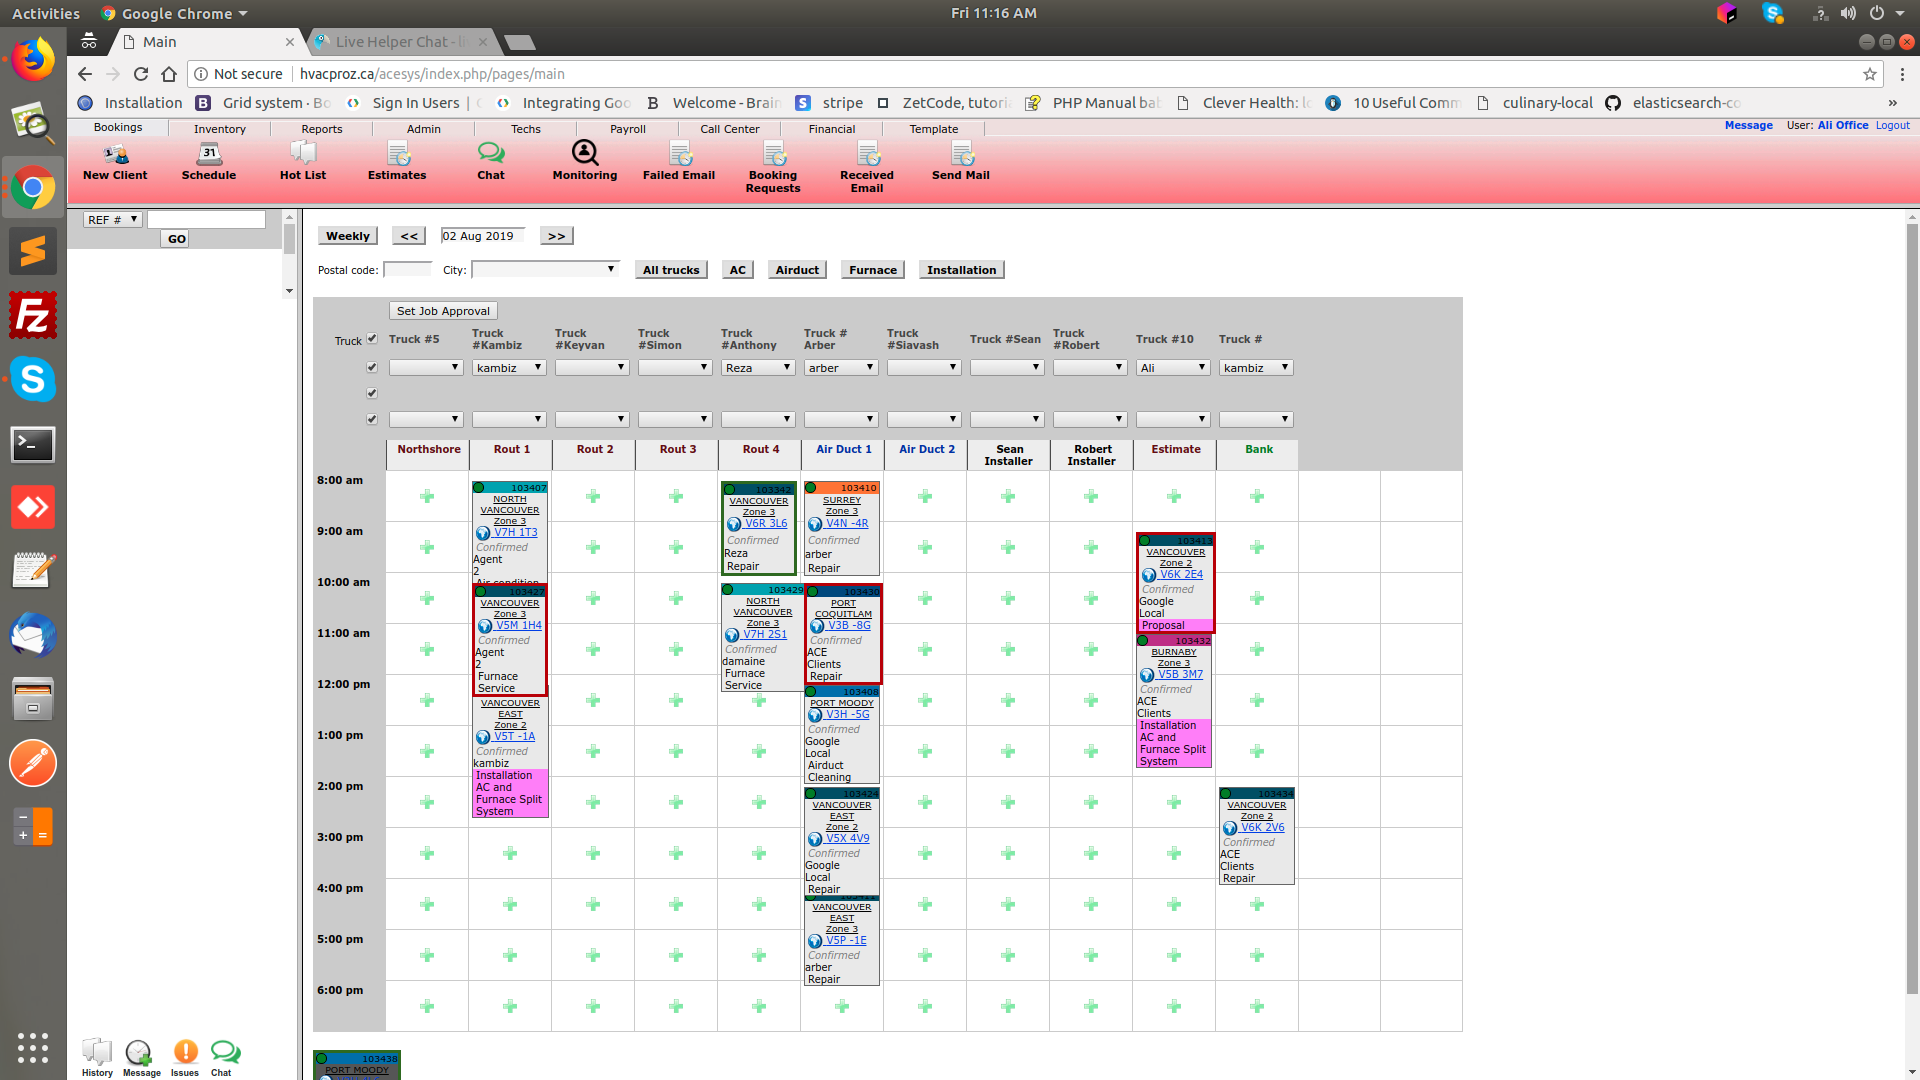 Activities
Google Chrome
Fri 11:16 AM
Main
Live Helper Chat - li
Not secure
hvacproz.ca/acesys/index.php/pages/main
Installation
Grid system · Bo
Sign In Users |
Integrating Goo
Welcome - Brain
stripe
ZetCode, tutoria
PHP Manual bab
Clever Health: lo
10 Useful Comm
culinary-local
elasticsearch-co
»
Bookings
Inventory
Reports
Admin
Techs
Payroll
Call Center
Financial
Template
Message
User: Ali Office
Logout
New Client
31
Schedule
Hot List
Estimates
Chat
Monitoring
Failed Email
Booking
Requests
Received
Email
Send Mail
REF #
GO
Weekly
<<
02 Aug 2019
>>
Postal code:
City:
All trucks
AC
Airduct
Furnace
Installation
Set Job Approval
Truck
Truck #5
Truck
#Kambiz
Truck
#Keyvan
Truck
#Simon
Truck
#Anthony
Truck #
Arber
Truck
#Siavash
Truck #Sean
Truck
#Robert
Truck #10
Truck #
kambiz
Reza
arber
Ali
kambiz
Northshore
Rout 1
Rout 2
Rout 3
Rout 4
Air Duct 1
Air Duct 2
Sean
Installer
Robert
Installer
Estimate
Bank
8:00 am
9:00 am
10:00 am
11:00 am
12:00 pm
1:00 pm
2:00 pm
3:00 pm
4:00 pm
5:00 pm
6:00 pm
103407
NORTH
VANCOUVER
Zone 3
V7H 1T3
Confirmed
Agent
2
Air condition
103427
VANCOUVER
Zone 3
V5M 1H4
Confirmed
Agent
2
Furnace
Service
VANCOUVER
EAST
Zone 2
V5T -1A
Confirmed
kambiz
Installation
AC and
Furnace Split
System
103342
VANCOUVER
Zone 3
V6R 3L6
Confirmed
Reza
Repair
103429
NORTH
VANCOUVER
Zone 3
V7H 2S1
Confirmed
damaine
Furnace
Service
103410
SURREY
Zone 3
V4N -4R
Confirmed
arber
Repair
103430
PORT
COQUITLAM
V3B -8G
Confirmed
ACE
Clients
Repair
103408
PORT MOODY
V3H -5G
Confirmed
Google
Local
Airduct
Cleaning
103424
VANCOUVER
EAST
Zone 2
V5X 4V9
Confirmed
Google
Local
Repair
VANCOUVER
EAST
Zone 3
V5P -1E
Confirmed
arber
Repair
103413
VANCOUVER
Zone 2
V6K 2E4
Confirmed
Google
Local
Proposal
103432
BURNABY
Zone 3
V5B 3M7
Confirmed
ACE
Clients
Installation
AC and
Furnace Split
System
103434
VANCOUVER
Zone 2
V6K 2V6
Confirmed
ACE
Clients
Repair
103438
PORT MOODY
History
Message
Issues
Chat